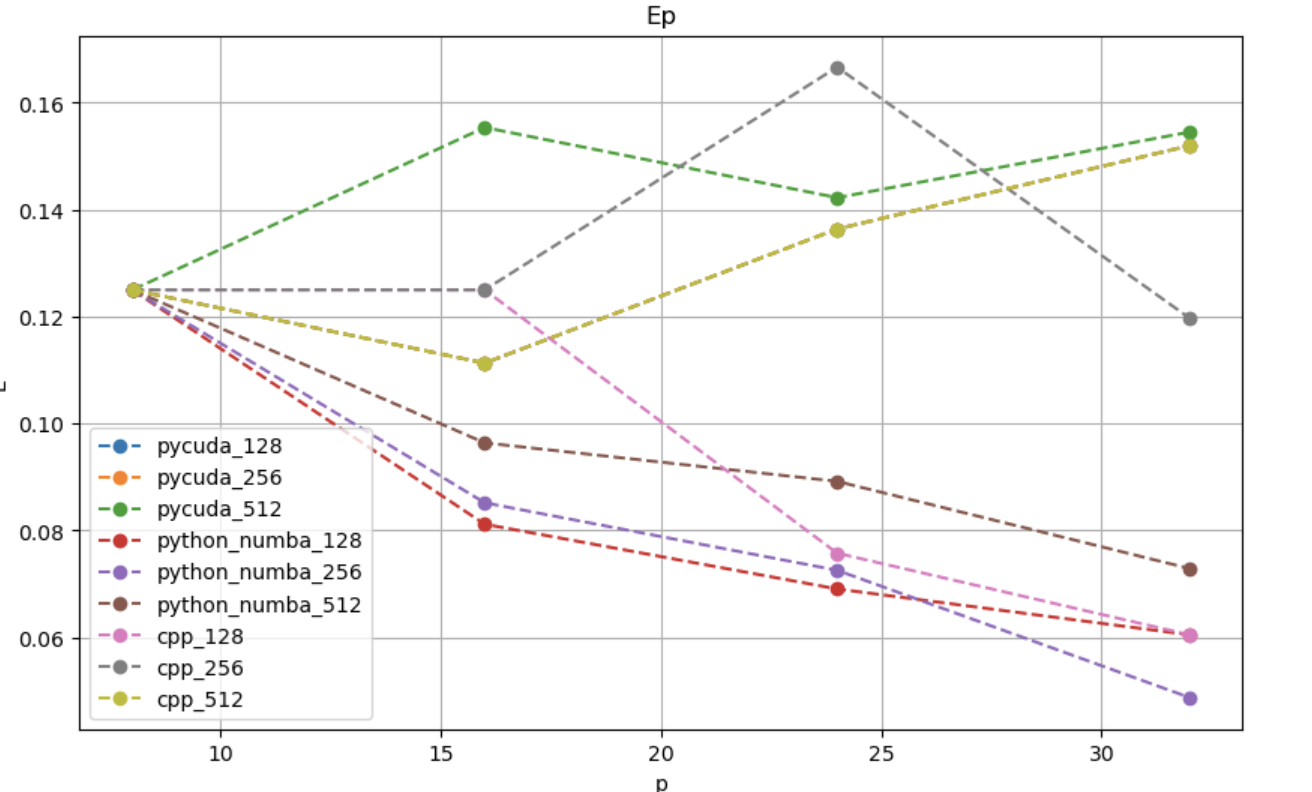 Ep
0.16
0.14
0.12
0.10
0.08
0.06
pycuda_128
pycuda_256
pycuda_512
python_numba_128
python_numba_256
python_numba_512
cpp_128
cpp_256
cpp_512
10 15 20 25 30
p